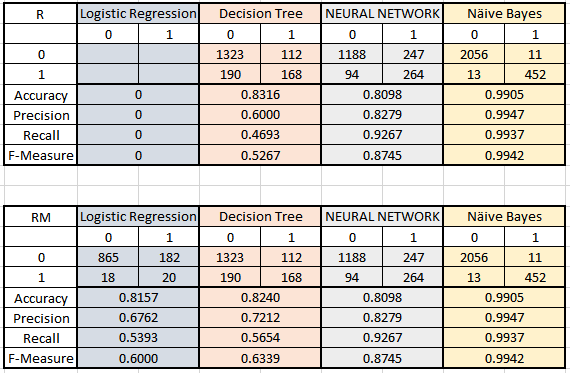 R Logistic Regression Decision Tree NEURAL NETWORK Näive Bayes
0 1 0 1 0 1 0 1
0 1323 112 1188 247 2056 11
1 190 168 94 264 13 452
Accuracy 0 0.8316 0.8098 0.9905
Precision 0 0.6000 0.8279 0.9947
Recall 0 0.4693 0.9267 0.9937
F-Measure 0 0.5267 0.8745 0.9942
RM Logistic Regression Decision Tree NEURAL NETWORK Näive Bayes
0 1 0 1 0 1 0 1
0 865 182 1323 112 1188 247 2056 11
1 18 20 190 168 94 264 13 452
Accuracy 0.8157 0.8240 0.8098 0.9905
Precision 0.6762 0.7212 0.8279 0.9947
Recall 0.5393 0.5654 0.9267 0.9937
F-Measure 0.6000 0.6339 0.8745 0.9942